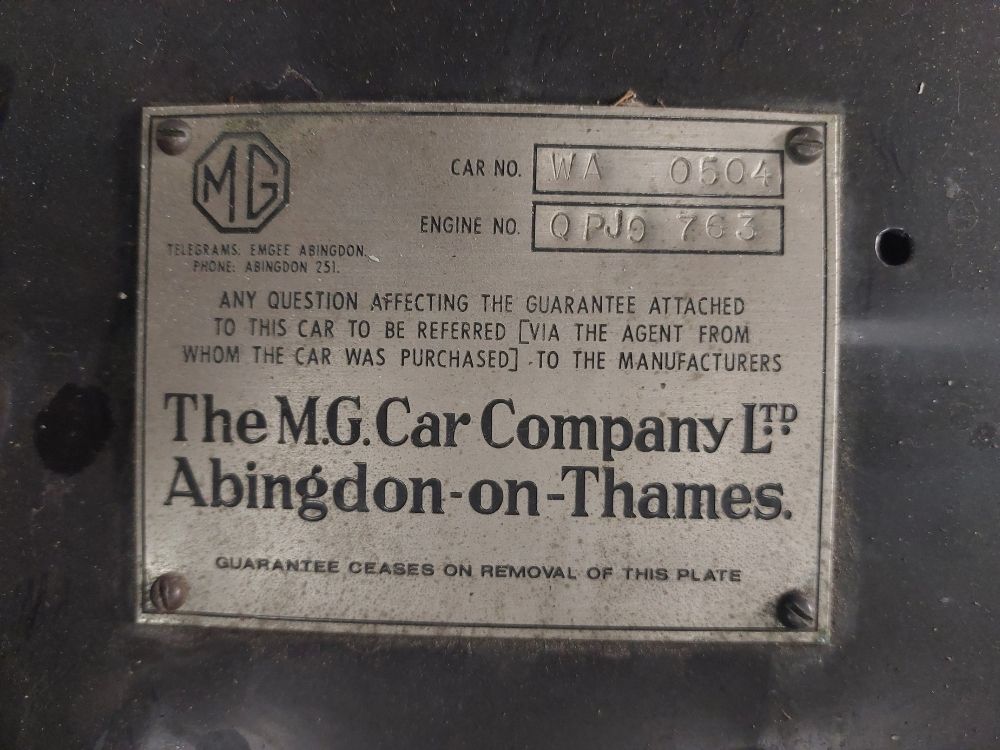 MG
CAR NO. WA 0504
ENGINE NO. QPJ9 763
TELEGRAMS. EMGEE ABINGDON.
PHONE: ABINGDON 251.
ANY QUESTION AFFECTING THE GUARANTEE ATTACHED
TO THIS CAR TO BE REFERRED [VIA THE AGENT FROM
WHOM THE CAR WAS PURCHASED] TO THE MANUFACTURERS
The M.G. Car Company LTD
Abingdon-on-Thames.
GUARANTEE CEASES ON REMOVAL OF THIS PLATE